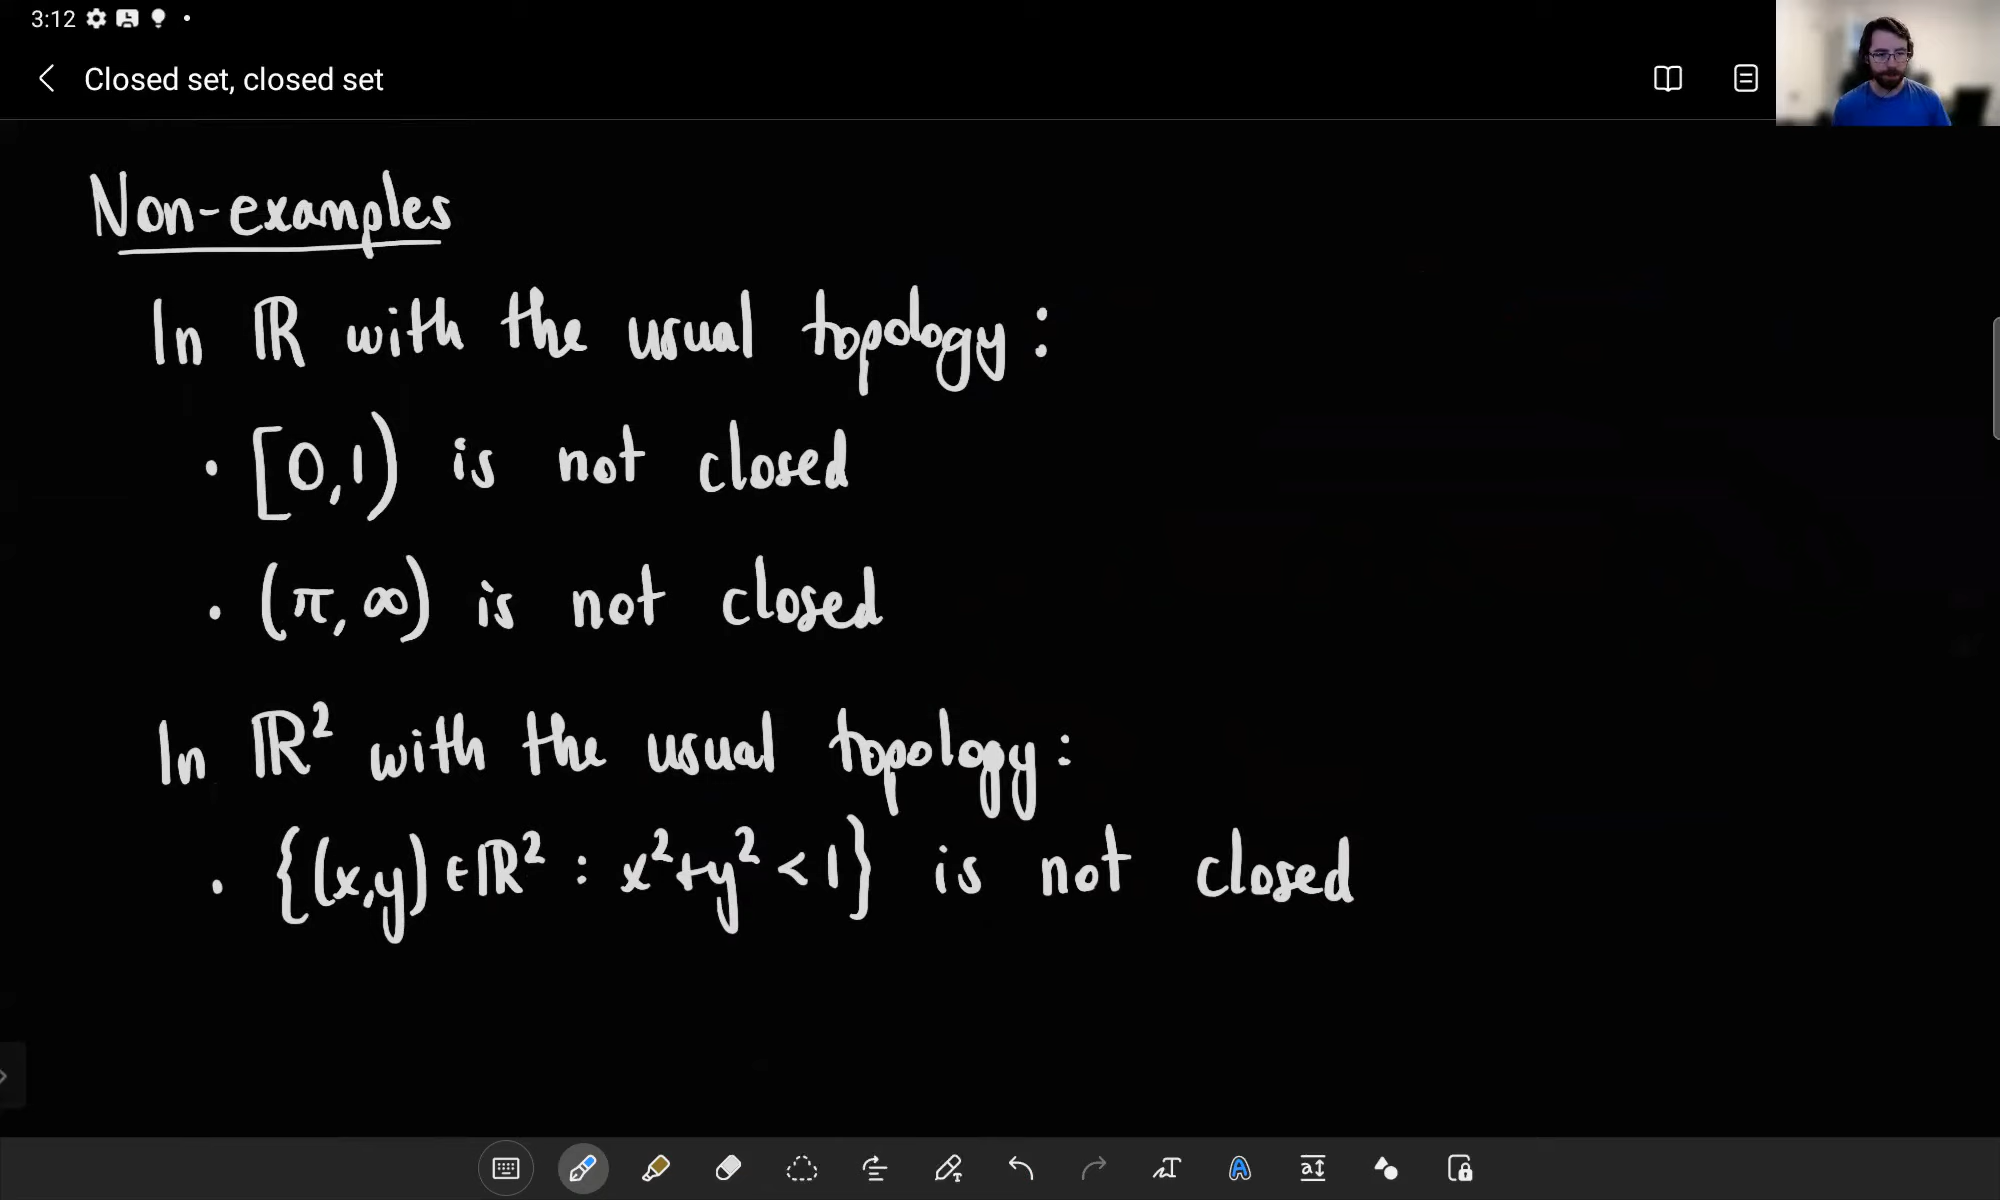 3:12
Closed set, closed set
Non-examples
In ℝ with the usual topology:
• [0,1) is not closed
• (π,∞) is not closed
In ℝ² with the usual topology:
• {(x,y)∈ℝ² : x²+y² < 1} is not closed